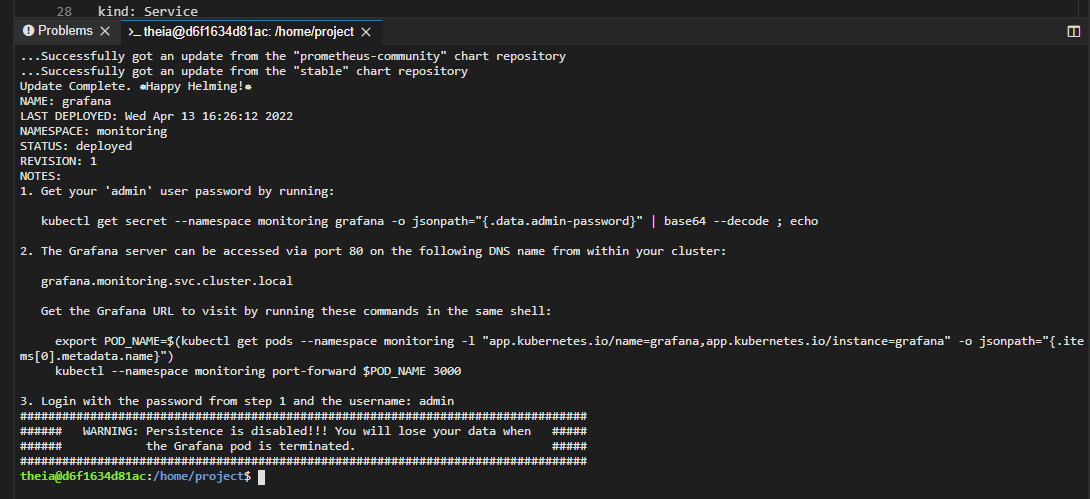 28 kind: Service
Problems
>_ theia@d6f1634d81ac: /home/project
...Successfully got an update from the "prometheus-community" chart repository
...Successfully got an update from the "stable" chart repository
Update Complete. ⎈Happy Helming!⎈
NAME: grafana
LAST DEPLOYED: Wed Apr 13 16:26:12 2022
NAMESPACE: monitoring
STATUS: deployed
REVISION: 1
NOTES:
1. Get your 'admin' user password by running:
kubectl get secret --namespace monitoring grafana -o jsonpath="{.data.admin-password}" | base64 --decode ; echo
2. The Grafana server can be accessed via port 80 on the following DNS name from within your cluster:
grafana.monitoring.svc.cluster.local
Get the Grafana URL to visit by running these commands in the same shell:
export POD_NAME=$(kubectl get pods --namespace monitoring -l "app.kubernetes.io/name=grafana,app.kubernetes.io/instance=grafana" -o jsonpath="{.ite
ms[0].metadata.name}")
kubectl --namespace monitoring port-forward $POD_NAME 3000
3. Login with the password from step 1 and the username: admin
#################################################################################
######   WARNING: Persistence is disabled!!! You will lose your data when   #####
######            the Grafana pod is terminated.                            #####
#################################################################################
theia@d6f1634d81ac:/home/project$